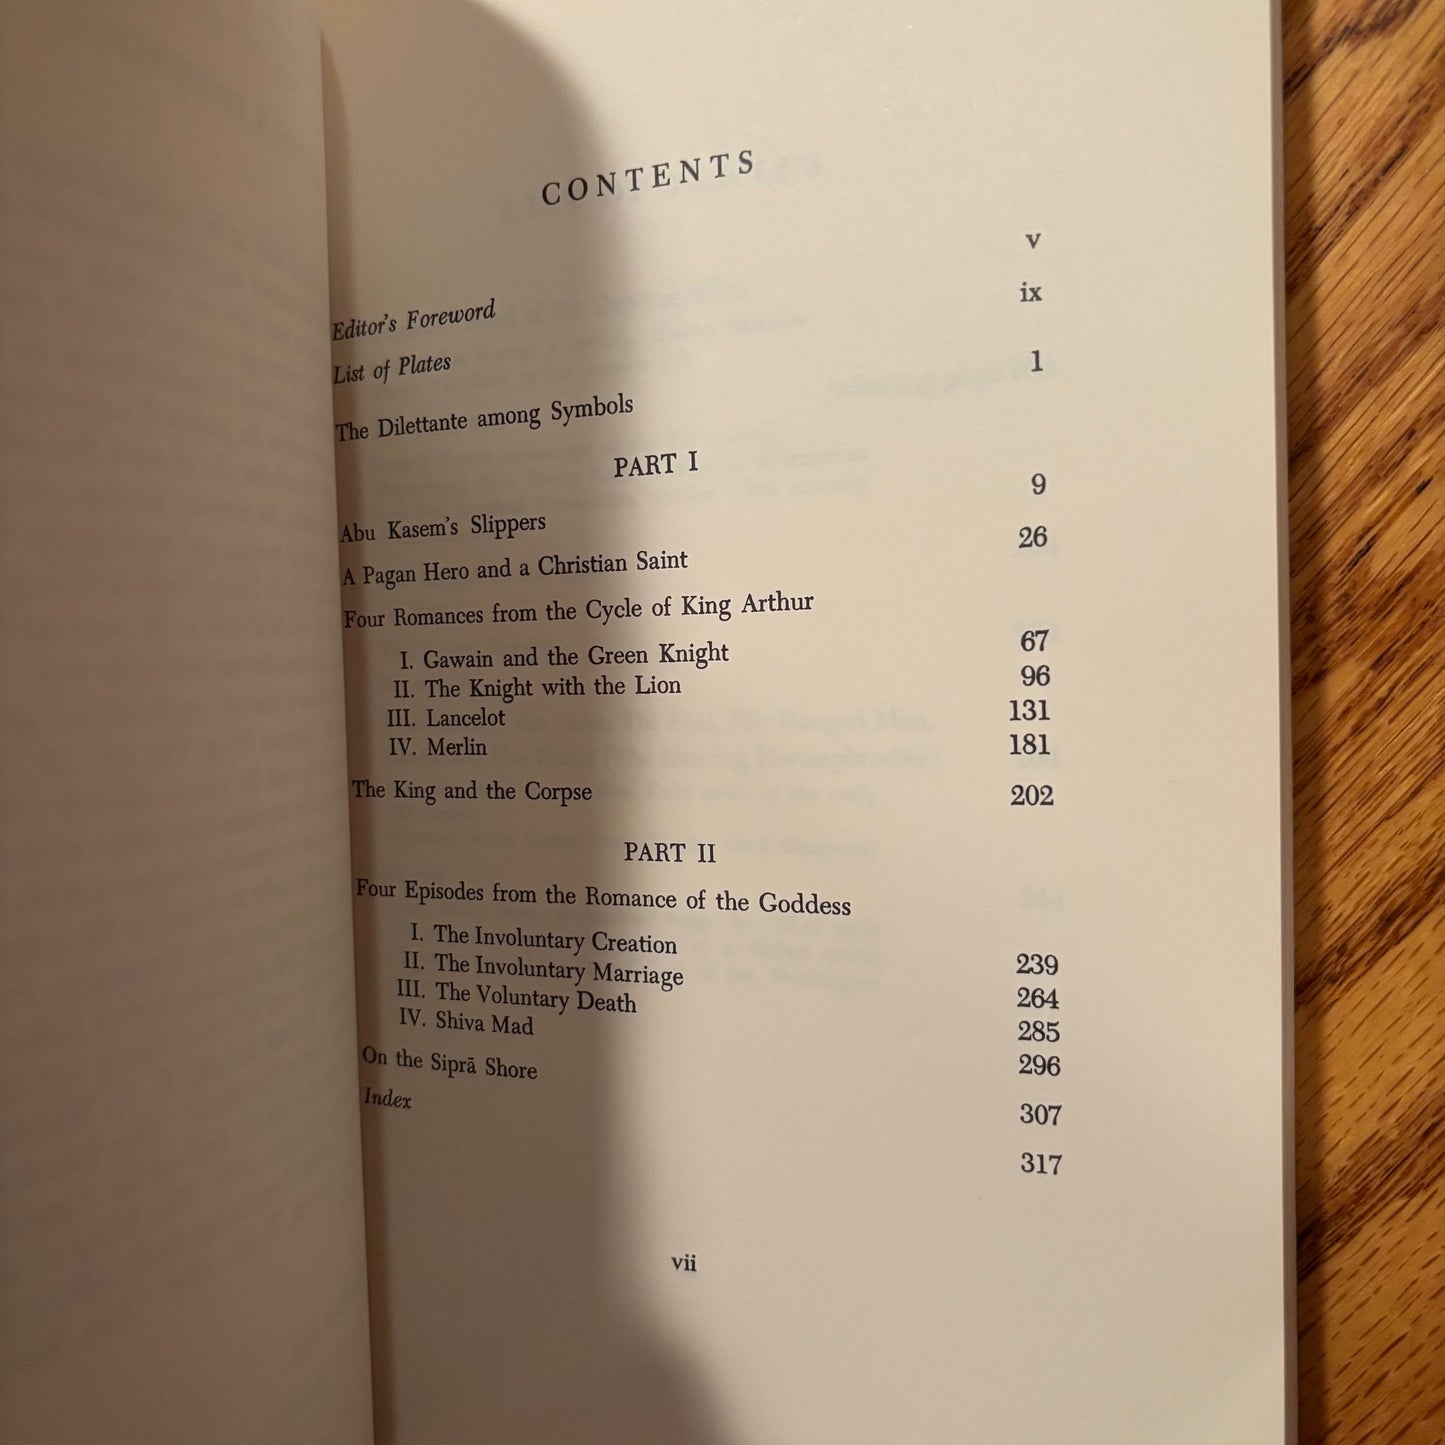 CONTENTS
Editor's Foreword v
List of Plates ix
The Dilettante among Symbols 1
PART I
Abu Kasem's Slippers 9
A Pagan Hero and a Christian Saint 26
Four Romances from the Cycle of King Arthur
I. Gawain and the Green Knight 67
II. The Knight with the Lion 96
III. Lancelot 131
IV. Merlin 181
The King and the Corpse 202
PART II
Four Episodes from the Romance of the Goddess
I. The Involuntary Creation 239
II. The Involuntary Marriage 264
III. The Voluntary Death 285
IV. Shiva Mad 296
On the Siprā Shore 307
Index 317
vii